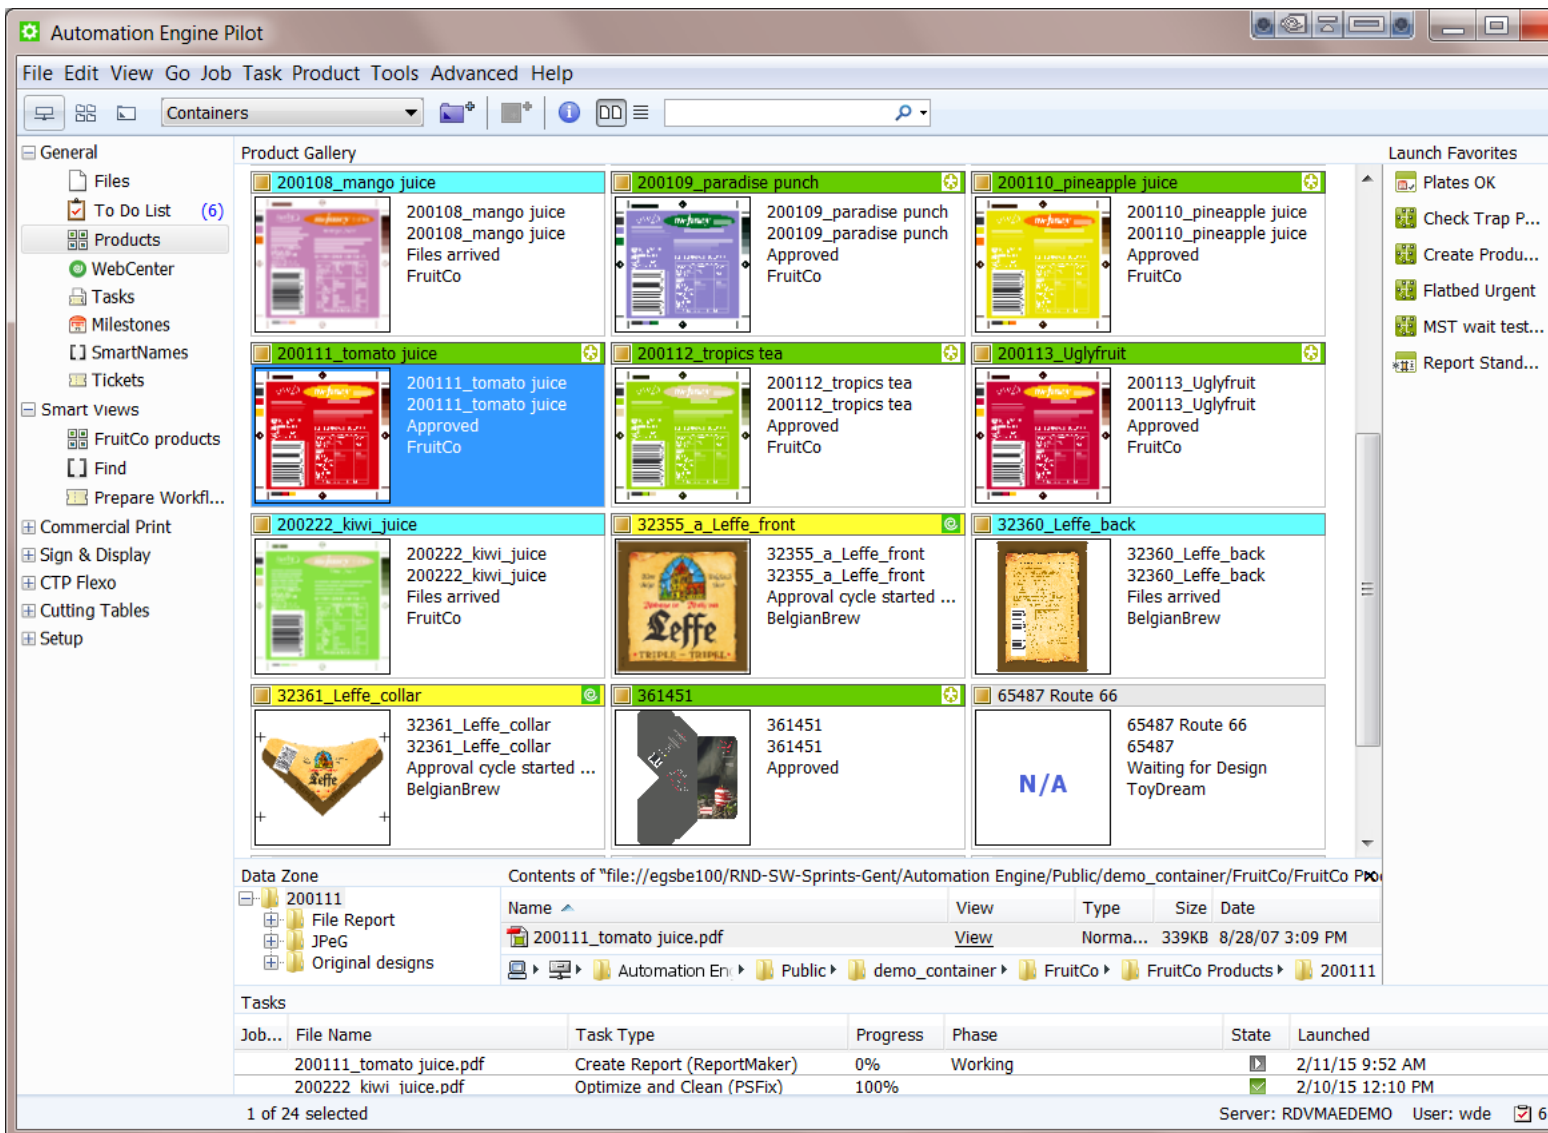 Automation Engine Pilot
File Edit View Go Job Task Product Tools Advanced Help
Containers
General
Files
To Do List (6)
Products
WebCenter
Tasks
Milestones
SmartNames
Tickets
Smart Views
FruitCo products
Find
Prepare Workfl...
Commercial Print
Sign & Display
CTP Flexo
Cutting Tables
Setup
Product Gallery
200108_mango juice
200108_mango juice
200108_mango juice
Files arrived
FruitCo
200109_paradise punch
200109_paradise punch
200109_paradise punch
Approved
FruitCo
200110_pineapple juice
200110_pineapple juice
200110_pineapple juice
Approved
FruitCo
200111_tomato juice
200111_tomato juice
200111_tomato juice
Approved
FruitCo
200112_tropics tea
200112_tropics tea
200112_tropics tea
Approved
FruitCo
200113_Uglyfruit
200113_Uglyfruit
200113_Uglyfruit
Approved
FruitCo
200222_kiwi_juice
200222_kiwi_juice
200222_kiwi_juice
Files arrived
FruitCo
32355_a_Leffe_front
Leffe
TRIPLE - TRIPEL
32355_a_Leffe_front
32355_a_Leffe_front
Approval cycle started ...
BelgianBrew
32360_Leffe_back
32360_Leffe_back
32360_Leffe_back
Files arrived
BelgianBrew
32361_Leffe_collar
Leffe
32361_Leffe_collar
32361_Leffe_collar
Approval cycle started ...
BelgianBrew
361451
361451
361451
Approved
65487 Route 66
N/A
65487 Route 66
65487
Waiting for Design
ToyDream
Launch Favorites
Plates OK
Check Trap P...
Create Produ...
Flatbed Urgent
MST wait test...
Report Stand...
Data Zone
200111
File Report
JPeG
Original designs
Contents of "file://egsbe100/RND-SW-Sprints-Gent/Automation Engine/Public/demo_container/FruitCo/FruitCo
Name View Type Size Date
200111_tomato juice.pdf View Norma... 339KB 8/28/07 3:09 PM
Automation En Public demo_container FruitCo FruitCo Products 200111
Tasks
Job... File Name Task Type Progress Phase State Launched
200111_tomato juice.pdf Create Report (ReportMaker) 0% Working 2/11/15 9:52 AM
200222_kiwi_juice.pdf Optimize and Clean (PSFix) 100% 2/10/15 12:10 PM
1 of 24 selected Server: RDVMAEDEMO User: wde 6